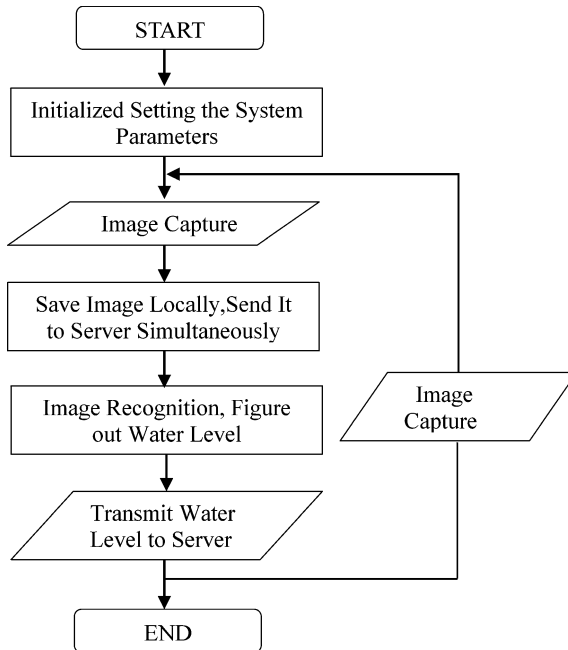 START
Initialized Setting the System
Parameters
Image Capture
Save Image Locally,Send It
to Server Simultaneously
Image Recognition, Figure
out Water Level
Image
Capture
Transmit Water
Level to Server
END